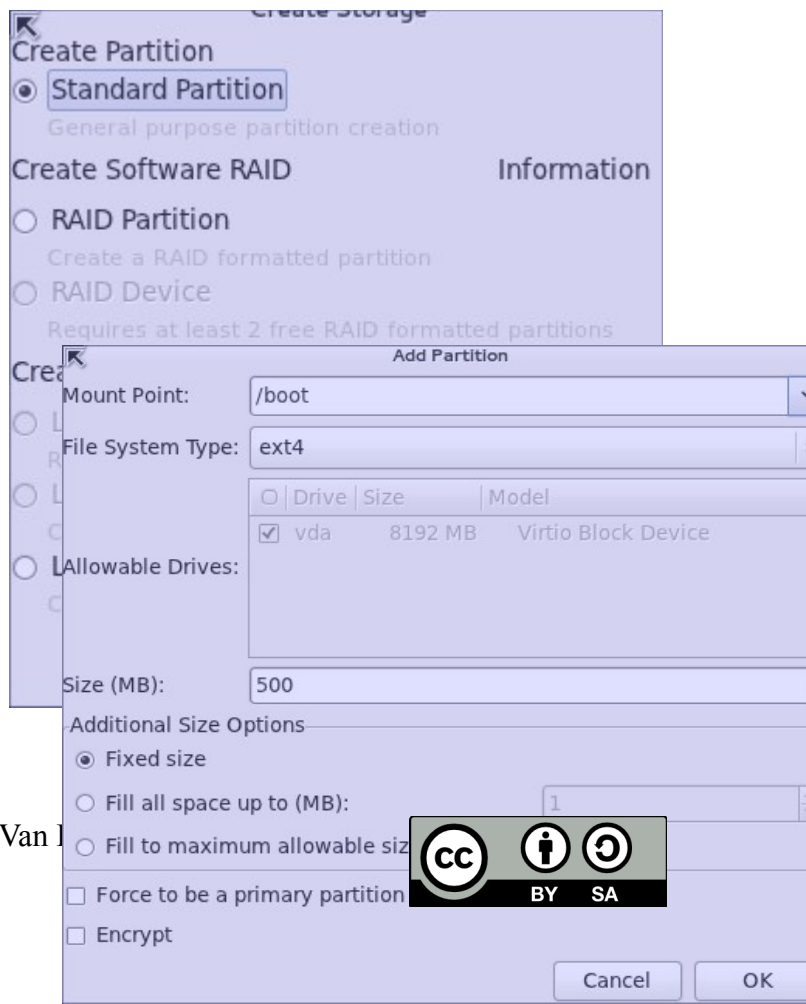 Create Storage
Create Partition
Standard Partition
General purpose partition creation
Create Software RAID Information
RAID Partition
Create a RAID formatted partition
RAID Device
Requires at least 2 free RAID formatted partitions
Add Partition
Mount Point: /boot
File System Type: ext4
Drive Size Model
vda 8192 MB Virtio Block Device
Allowable Drives:
Size (MB): 500
Additional Size Options
Fixed size
Fill all space up to (MB): 1
Van
Fill to maximum allowable
cc
BY SA
Force to be a primary partition
Encrypt
Cancel OK